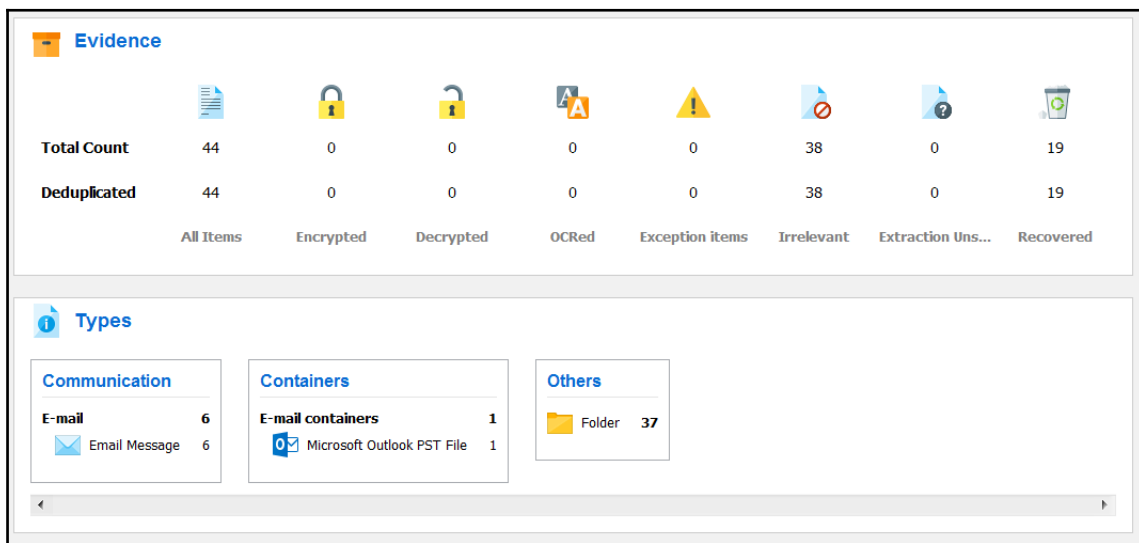 Evidence
Total Count 44 0 0 0 0 38 0 19
Deduplicated 44 0 0 0 0 38 0 19
All Items Encrypted Decrypted OCRed Exception items Irrelevant Extraction Uns... Recovered
Types
Communication
E-mail 6
Email Message 6
Containers
E-mail containers 1
Microsoft Outlook PST File 1
Others
Folder 37